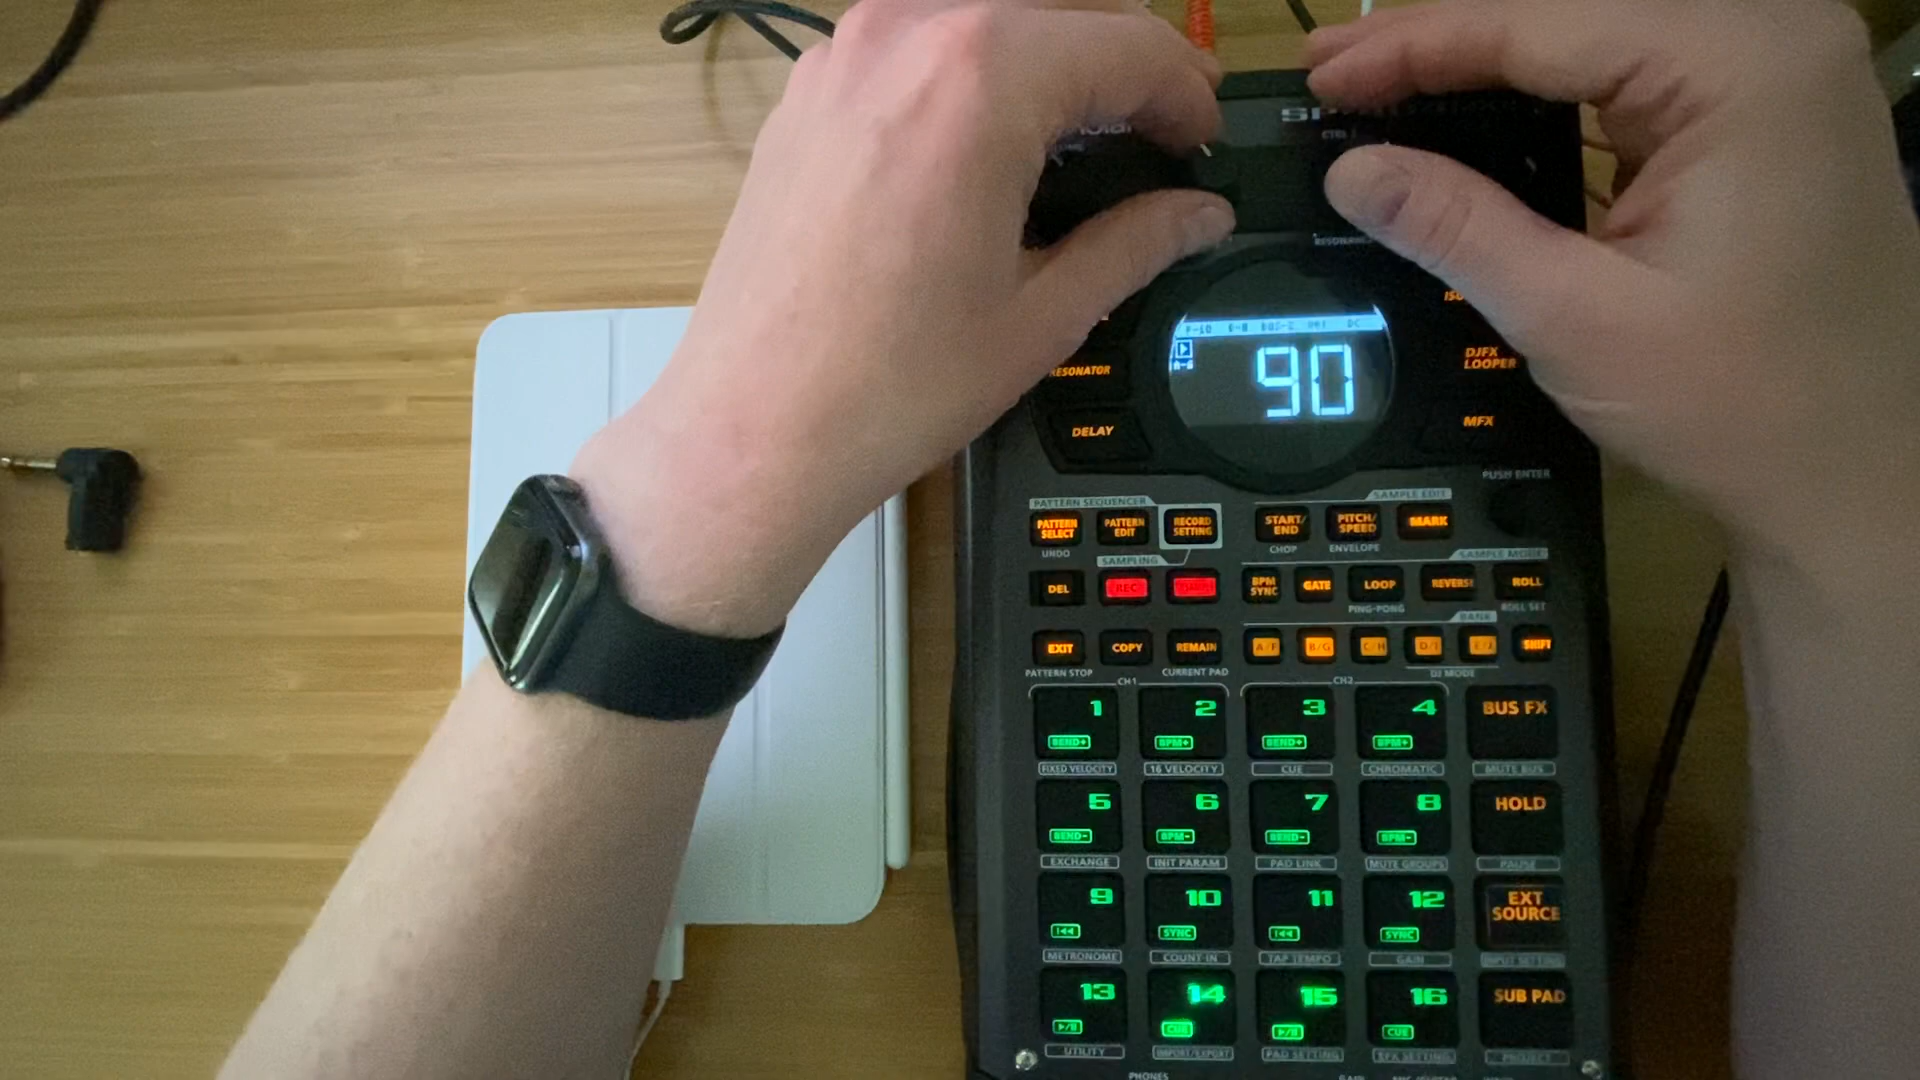 SP
CTRL
ISO
RESONATOR
DJFX
LOOPER
DELAY
MFX
90
PUSH ENTER
PATTERN SEQUENCER
SAMPLE EDIT
PATTERN
SELECT
PATTERN
EDIT
RECORD
SETTING
START/
END
PITCH/
SPEED
MARK
UNDO
CHOP
ENVELOPE
SAMPLING
SAMPLE MODE
DEL
REC
BPM
SYNC
GATE
LOOP
REVERSE
ROLL
PING-PONG
ROLL SET
BANK
EXIT
COPY
REMAIN
A/F
B/G
C/H
D/I
E/J
SHIFT
PATTERN STOP
CURRENT PAD
DJ MODE
CH1
CH2
1
2
3
4
BUS FX
BEND+
BPM+
BEND+
BPM+
FIXED VELOCITY
16 VELOCITY
CUE
CHROMATIC
MUTE BUS
5
6
7
8
HOLD
BEND-
BPM-
BEND-
BPM-
EXCHANGE
INIT PARAM
PAD LINK
MUTE GROUPS
PAUSE
9
10
11
12
EXT
SOURCE
SYNC
SYNC
METRONOME
COUNT IN
TAP TEMPO
GAIN
INPUT SETTING
13
14
15
16
SUB PAD
CUE
CUE
UTILITY
IMPORT/EXPORT
PAD SETTING
EFX SETTING
PROJECT
PHONES
GAIN